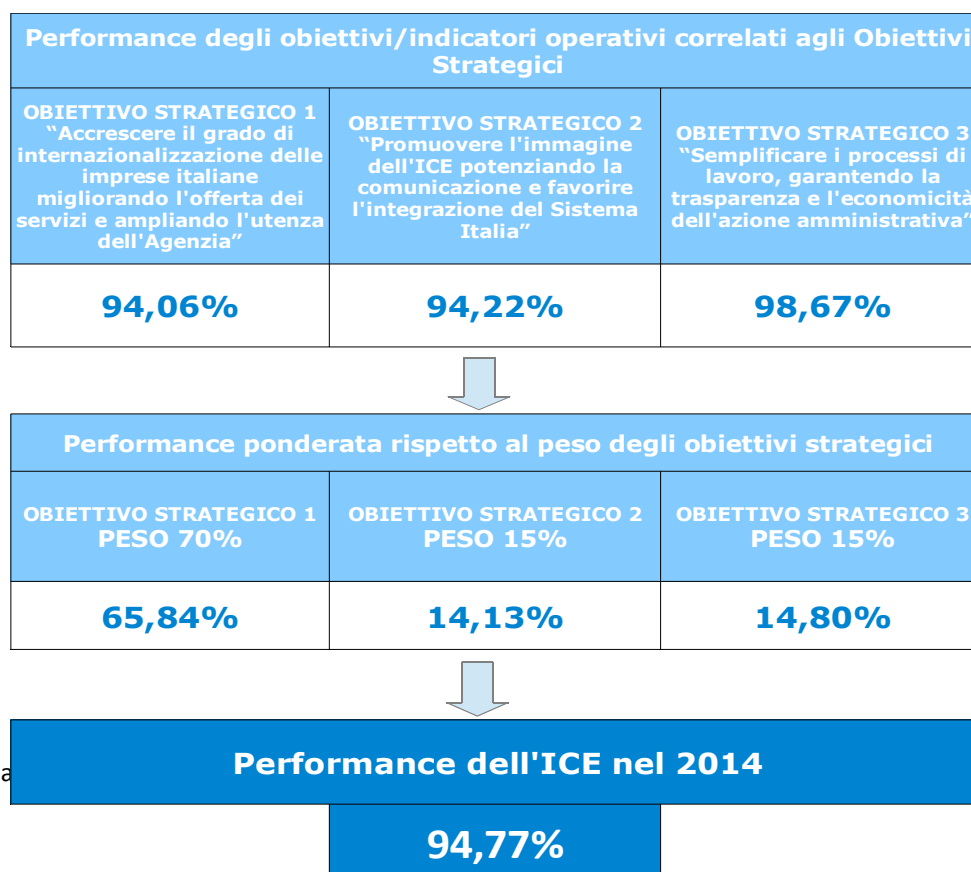 Performance degli obiettivi/indicatori operativi correlati agli Obiettivi
Strategici
OBIETTIVO STRATEGICO 1
“Accrescere il grado di
internazionalizzazione delle
imprese italiane
migliorando l'offerta dei
servizi e ampliando l'utenza
dell'Agenzia”
OBIETTIVO STRATEGICO 2
“Promuovere l'immagine
dell'ICE potenziando la
comunicazione e favorire
l'integrazione del Sistema
Italia”
OBIETTIVO STRATEGICO 3
“Semplificare i processi di
lavoro, garantendo la
trasparenza e l'economicità
dell'azione amministrativa”
94,06%
94,22%
98,67%
Performance ponderata rispetto al peso degli obiettivi strategici
OBIETTIVO STRATEGICO 1
PESO 70%
OBIETTIVO STRATEGICO 2
PESO 15%
OBIETTIVO STRATEGICO 3
PESO 15%
65,84%
14,13%
14,80%
Performance dell'ICE nel 2014
a
94,77%